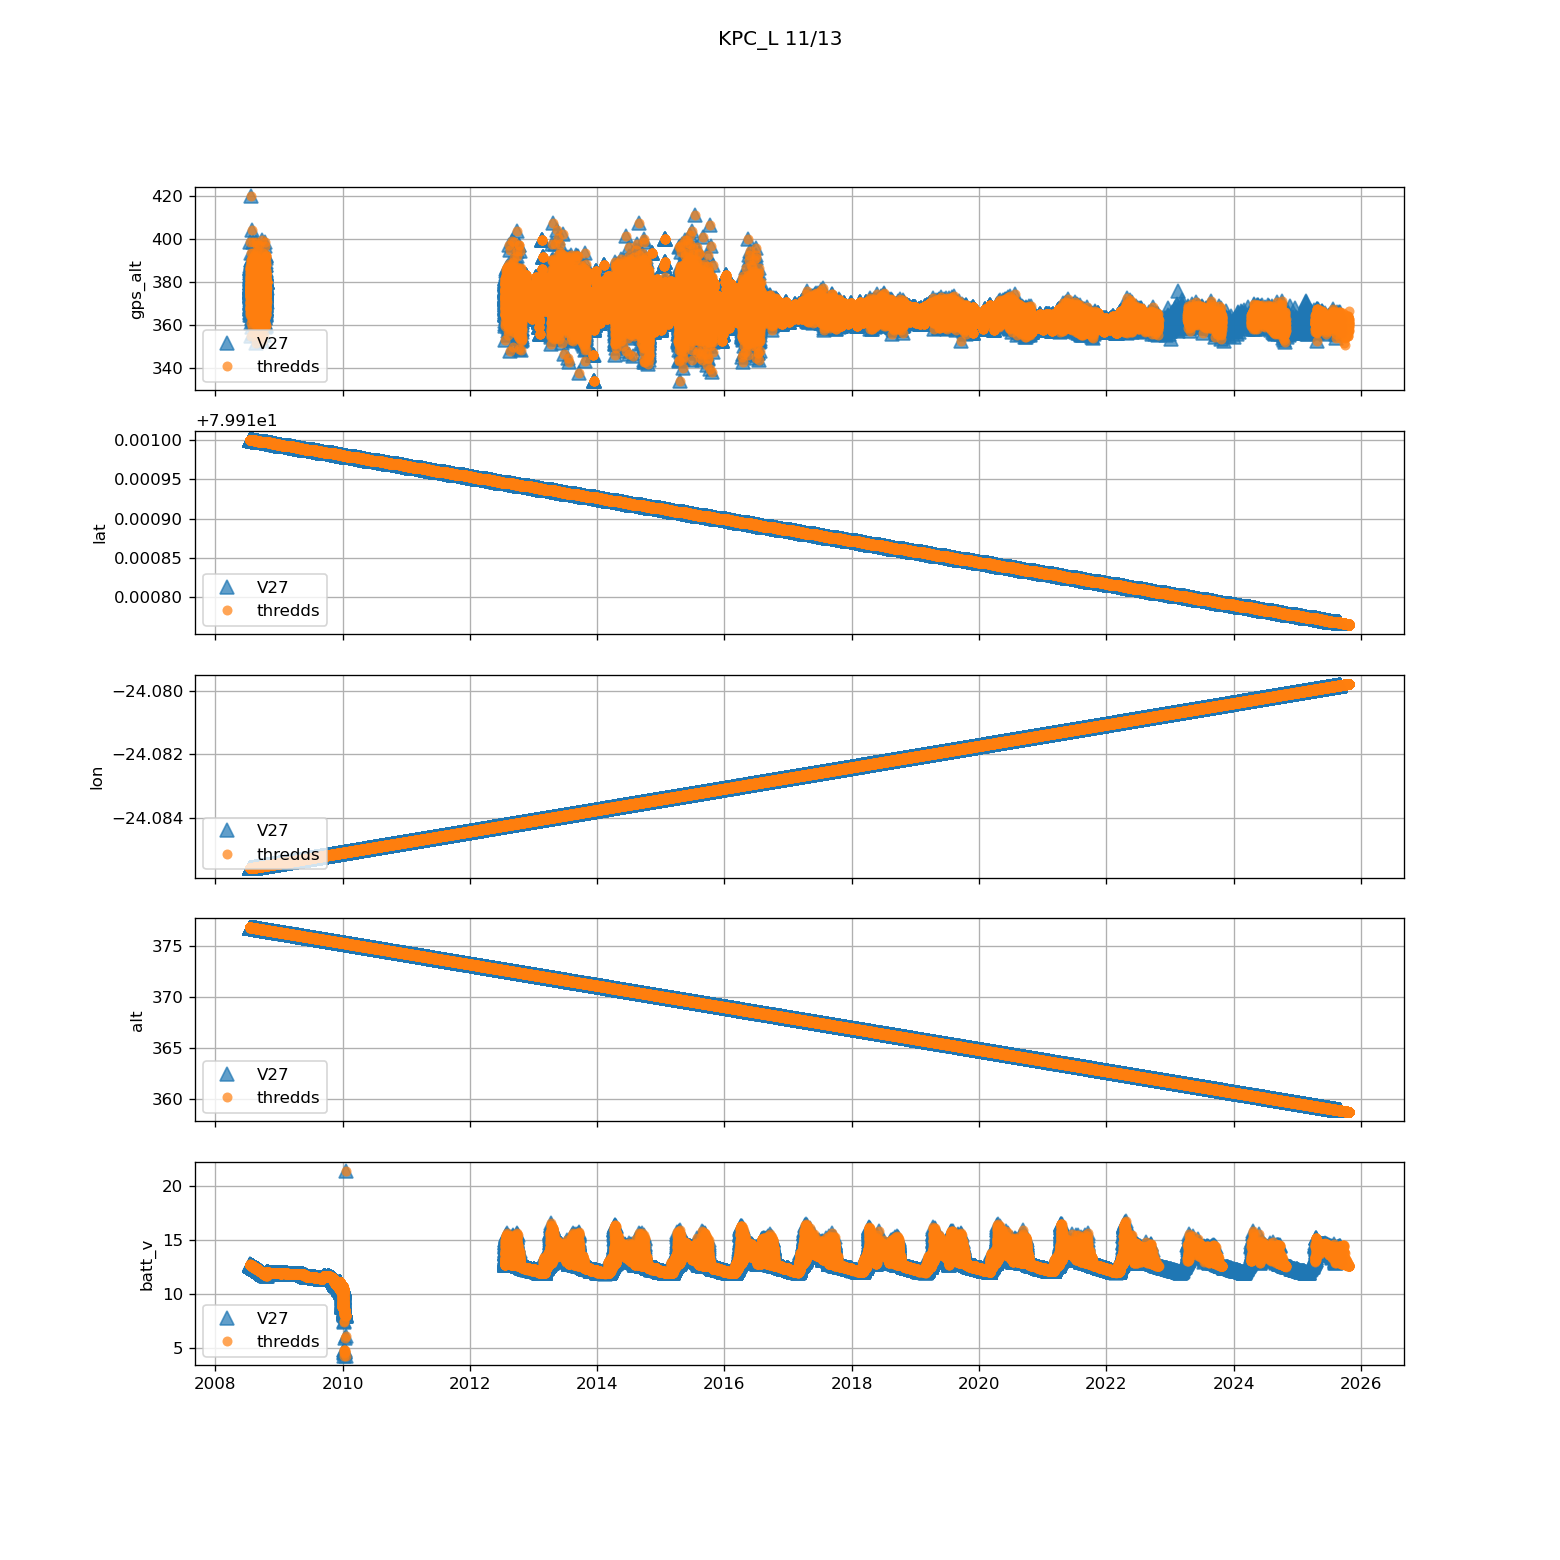 KPC_L 11/13
420
400
380
360
340
gps_alt
V27
thredds
+7.991e1
0.00100
0.00095
0.00090
0.00085
0.00080
lat
V27
thredds
−24.080
−24.082
−24.084
lon
V27
thredds
375
370
365
360
alt
V27
thredds
20
15
10
5
batt_v
V27
thredds
2008 2010 2012 2014 2016 2018 2020 2022 2024 2026